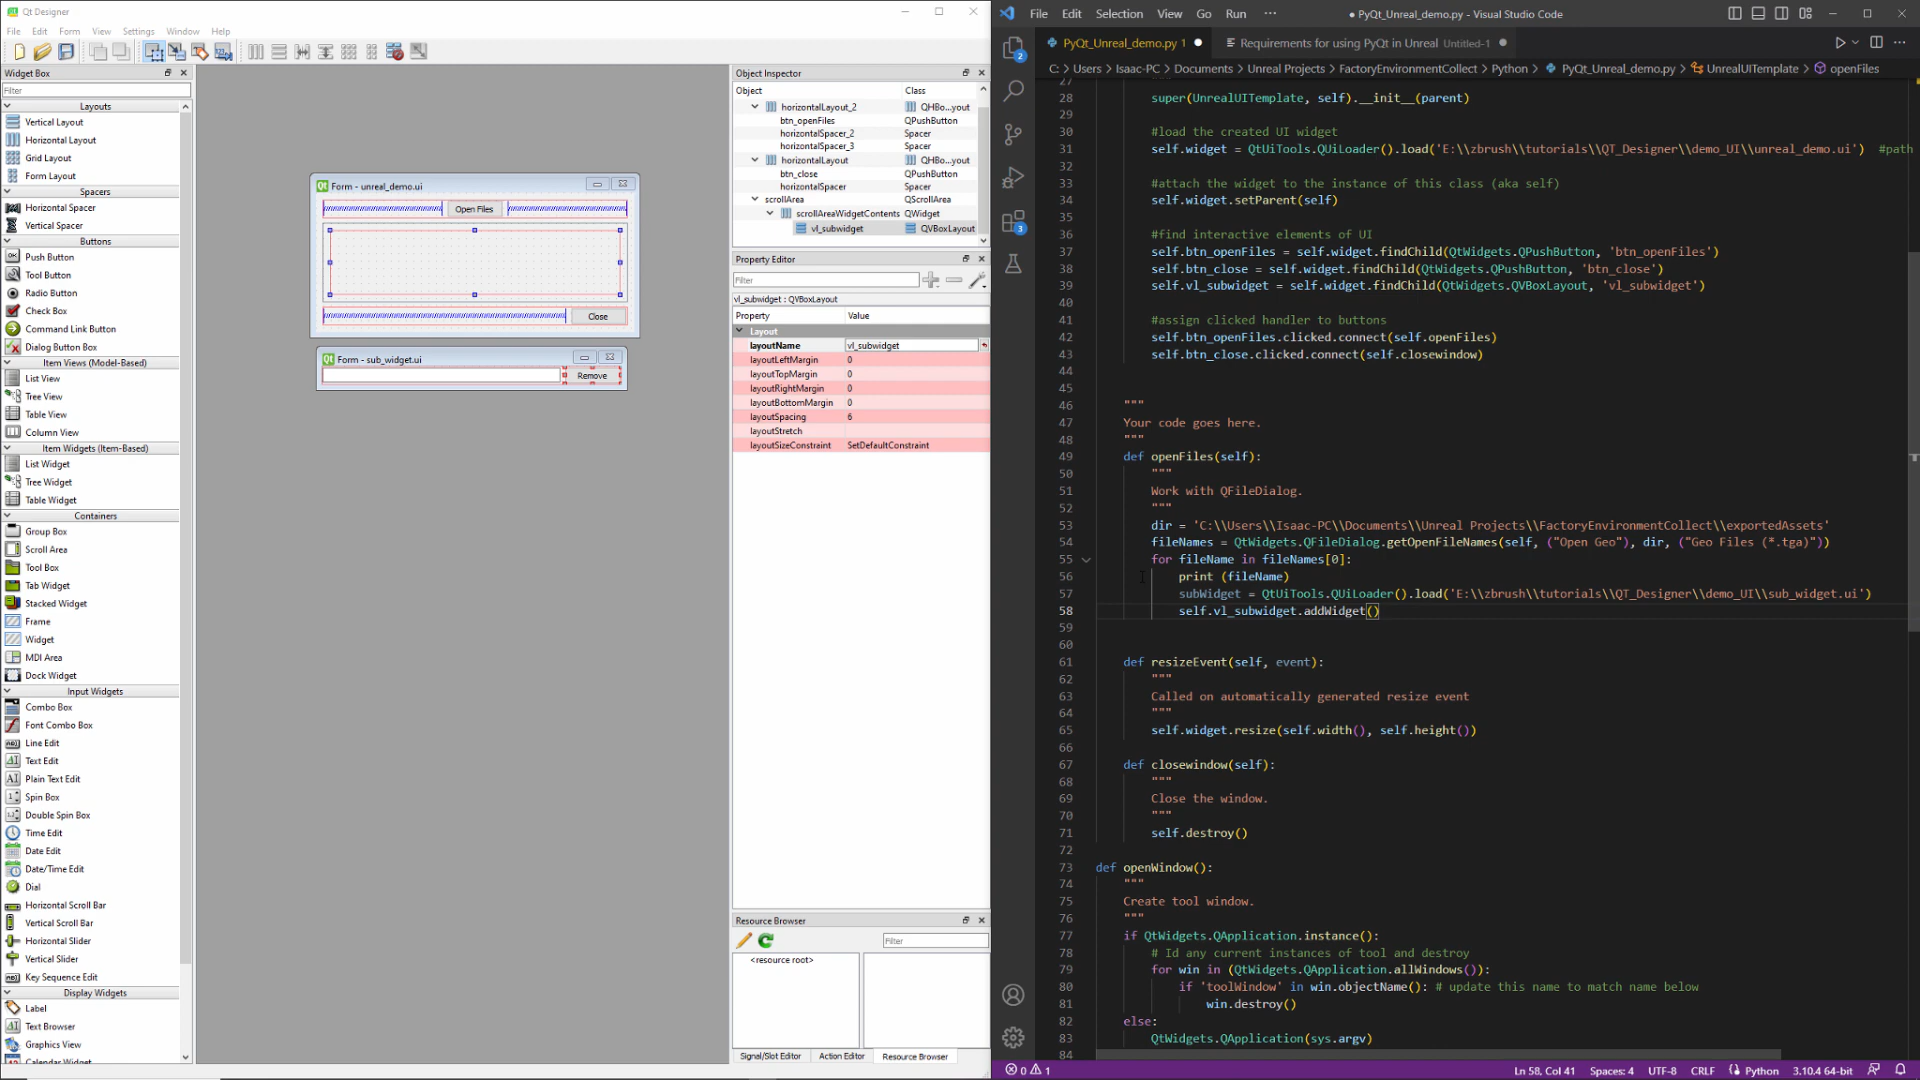 Qt Designer
File Edit Form View Settings Window Help
Widget Box
Filter
Layouts
Vertical Layout
Horizontal Layout
Grid Layout
Form Layout
Spacers
Horizontal Spacer
Vertical Spacer
Buttons
Push Button
Tool Button
Radio Button
Check Box
Command Link Button
Dialog Button Box
Item Views (Model-Based)
List View
Tree View
Table View
Column View
Item Widgets (Item-Based)
List Widget
Tree Widget
Table Widget
Containers
Group Box
Scroll Area
Tool Box
Tab Widget
Stacked Widget
Frame
Widget
MDI Area
Dock Widget
Input Widgets
Combo Box
Font Combo Box
Line Edit
Text Edit
Plain Text Edit
Spin Box
Double Spin Box
Time Edit
Date Edit
Date/Time Edit
Dial
Horizontal Scroll Bar
Vertical Scroll Bar
Horizontal Slider
Vertical Slider
Key Sequence Edit
Display Widgets
Label
Text Browser
Graphics View
Calendar Widget
Form - unreal_demo.ui
Open Files
Close
Form - sub_widget.ui
Remove
Object Inspector
Object Class
horizontalLayout_2 QHBo...yout
btn_openFiles QPushButton
horizontalSpacer_2 Spacer
horizontalSpacer_3 Spacer
horizontalLayout QHBo...yout
btn_close QPushButton
horizontalSpacer Spacer
scrollArea QScrollArea
scrollAreaWidgetContents QWidget
vl_subwidget QVBoxLayout
Property Editor
Filter
vl_subwidget : QVBoxLayout
Property Value
Layout
layoutName vl_subwidget
layoutLeftMargin 0
layoutTopMargin 0
layoutRightMargin 0
layoutBottomMargin 0
layoutSpacing 6
layoutStretch
layoutSizeConstraint SetDefaultConstraint
Resource Browser
Filter
<resource root>
Signal/Slot Editor Action Editor Resource Browser
File Edit Selection View Go Run ··· ● PyQt_Unreal_demo.py - Visual Studio Code
PyQt_Unreal_demo.py 1 ● Requirements for using PyQt in Unreal Untitled-1 ●
C: > Users > Isaac-PC > Documents > Unreal Projects > FactoryEnvironmentCollect > Python > PyQt_Unreal_demo.py > UnrealUITemplate > openFiles
27
28 super(UnrealUITemplate, self).__init__(parent)
29
30 #load the created UI widget
31 self.widget = QtUiTools.QUiLoader().load('E:\\zbrush\\tutorials\\QT_Designer\\demo_UI\\unreal_demo.ui') #path
32
33 #attach the widget to the instance of this class (aka self)
34 self.widget.setParent(self)
35
36 #find interactive elements of UI
37 self.btn_openFiles = self.widget.findChild(QtWidgets.QPushButton, 'btn_openFiles')
38 self.btn_close = self.widget.findChild(QtWidgets.QPushButton, 'btn_close')
39 self.vl_subwidget = self.widget.findChild(QtWidgets.QVBoxLayout, 'vl_subwidget')
40
41 #assign clicked handler to buttons
42 self.btn_openFiles.clicked.connect(self.openFiles)
43 self.btn_close.clicked.connect(self.closewindow)
44
45
46 """
47 Your code goes here.
48 """
49 def openFiles(self):
50 """
51 Work with QFileDialog.
52 """
53 dir = 'C:\\Users\\Isaac-PC\\Documents\\Unreal Projects\\FactoryEnvironmentCollect\\exportedAssets'
54 fileNames = QtWidgets.QFileDialog.getOpenFileNames(self, ("Open Geo"), dir, ("Geo Files (*.tga)"))
55 for fileName in fileNames[0]:
56 print (fileName)
57 subWidget = QtUiTools.QUiLoader().load('E:\\zbrush\\tutorials\\QT_Designer\\demo_UI\\sub_widget.ui')
58 self.vl_subwidget.addWidget()
59
60
61 def resizeEvent(self, event):
62 """
63 Called on automatically generated resize event
64 """
65 self.widget.resize(self.width(), self.height())
66
67 def closewindow(self):
68 """
69 Close the window.
70 """
71 self.destroy()
72
73 def openWindow():
74 """
75 Create tool window.
76 """
77 if QtWidgets.QApplication.instance():
78 # Id any current instances of tool and destroy
79 for win in (QtWidgets.QApplication.allWindows()):
80 if 'toolWindow' in win.objectName(): # update this name to match name below
81 win.destroy()
82 else:
83 QtWidgets.QApplication(sys.argv)
84
2
3
0 1 Ln 58, Col 41 Spaces: 4 UTF-8 CRLF Python 3.10.4 64-bit